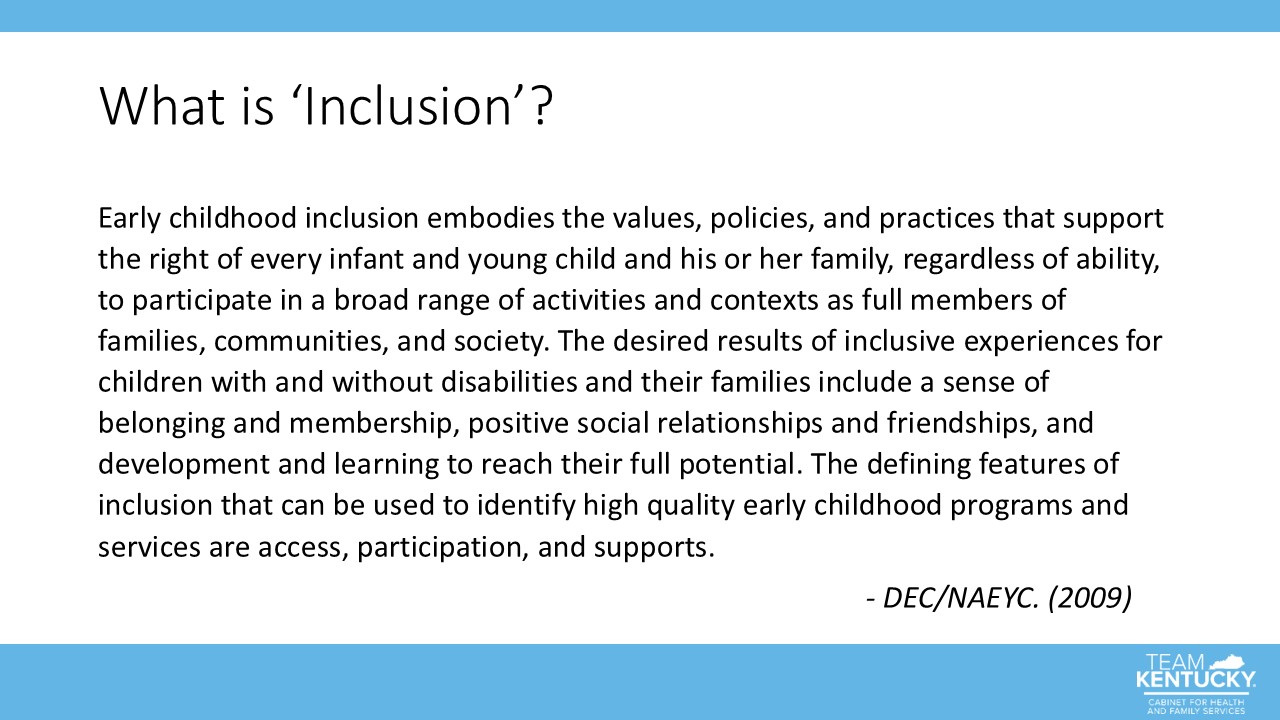 What is ‘Inclusion’?
Early childhood inclusion embodies the values, policies, and practices that support
the right of every infant and young child and his or her family, regardless of ability,
to participate in a broad range of activities and contexts as full members of
families, communities, and society. The desired results of inclusive experiences for
children with and without disabilities and their families include a sense of
belonging and membership, positive social relationships and friendships, and
development and learning to reach their full potential. The defining features of
inclusion that can be used to identify high quality early childhood programs and
services are access, participation, and supports.
- DEC/NAEYC. (2009)
TEAM
KENTUCKY.
CABINET FOR HEALTH
AND FAMILY SERVICES